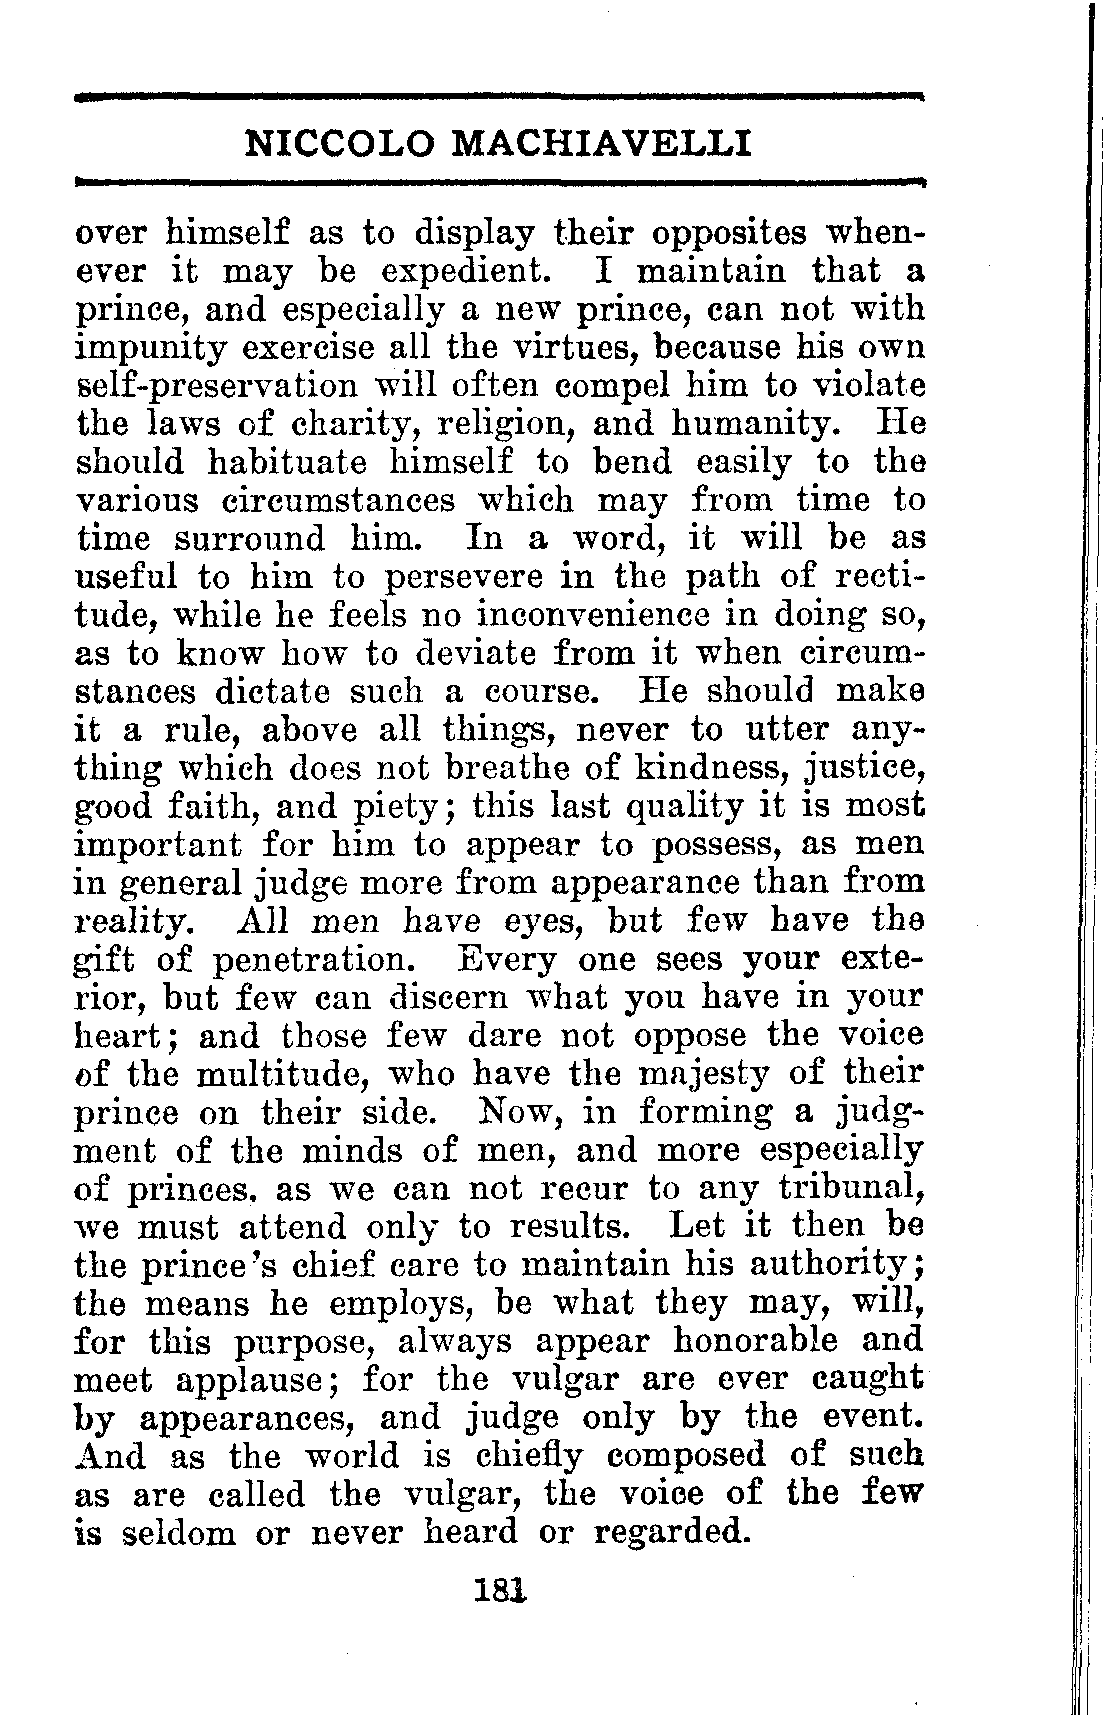 NICCOLO MACHIAVELLI
over himself as to display their opposites when-
ever it may be expedient. I maintain that a
prince, and especially a new prince, can not with
impunity exercise all the virtues, because his own
self-preservation will often compel him to violate
the laws of charity, religion, and humanity. He
should habituate himself to bend easily to the
various circumstances which may from time to
time surround him. In a word, it will be as
useful to him to persevere in the path of recti-
tude, while he feels no inconvenience in doing so,
as to know how to deviate from it when circum-
stances dictate such a course. He should make
it a rule, above all things, never to utter any-
thing which does not breathe of kindness, justice,
good faith, and piety; this last quality it is most
important for him to appear to possess, as men
in general judge more from appearance than from
reality. All men have eyes, but few have the
gift of penetration. Every one sees your exte-
rior, but few can discern what you have in your
heart; and those few dare not oppose the voice
of the multitude, who have the majesty of their
prince on their side. Now, in forming a judg-
ment of the minds of men, and more especially
of princes. as we can not recur to any tribunal,
we must attend only to results. Let it then be
the prince's chief care to maintain his authority;
the means he employs, be what they may, will,
for this purpose, always appear honorable and
meet applause; for the vulgar are ever caught
by appearances, and judge only by the event.
And as the world is chiefly composed of such
as are called the vulgar, the voice of the few
is seldom or never heard or regarded.
181